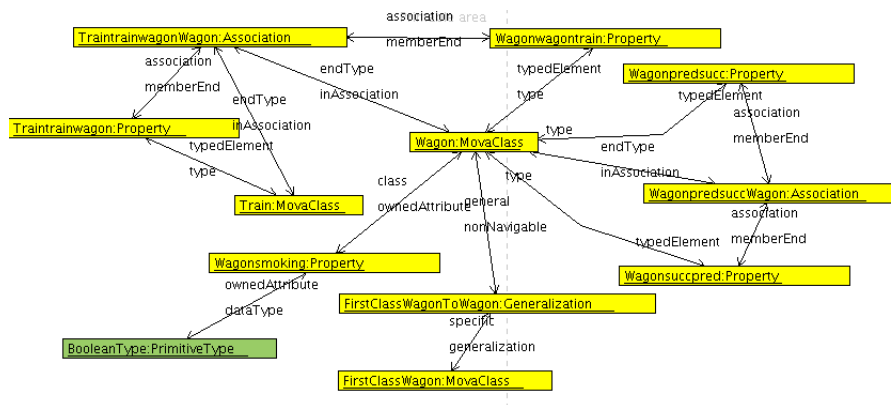 association
area
TraintrainwagonWagon:Association
memberEnd
Wagonwagontrain:Property
association
memberEnd
endType
inAssociation
typedElement
type
Wagonpredsucc:Property
typedElement
endType
inAssociation
Traintrainwagon:Property
typedElement
type
Wagon:MovaClass
type
association
memberEnd
endType
inAssociation
type
class
ownedAttribute
general
nonNavigable
WagonpredsuccWagon:Association
Train:MovaClass
association
memberEnd
typedElement
Wagonsmoking:Property
Wagonsuccpred:Property
ownedAttribute
dataType
FirstClassWagonToWagon:Generalization
specific
generalization
BooleanType:PrimitiveType
FirstClassWagon:MovaClass